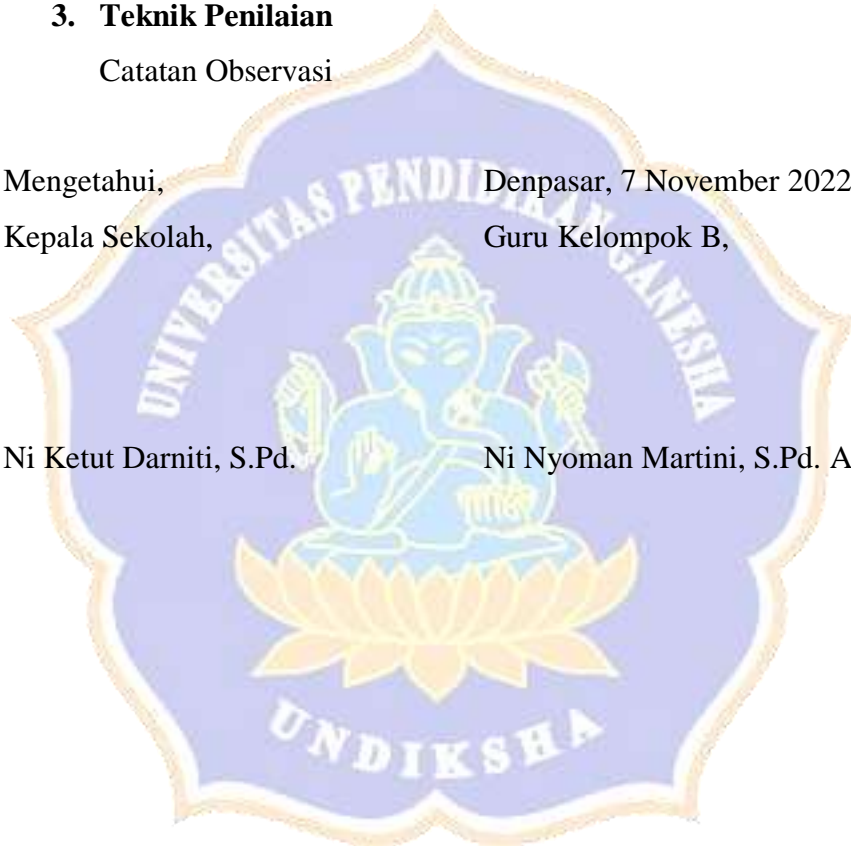 3. Teknik Penilaian
Catatan Observasi
Mengetahui, Denpasar, 7 November 2022
Kepala Sekolah, Guru Kelompok B,
Ni Ketut Darniti, S.Pd. Ni Nyoman Martini, S.Pd. A
UNIVERSITAS PENDIDIKAN GANESHA
UNDIKSHA